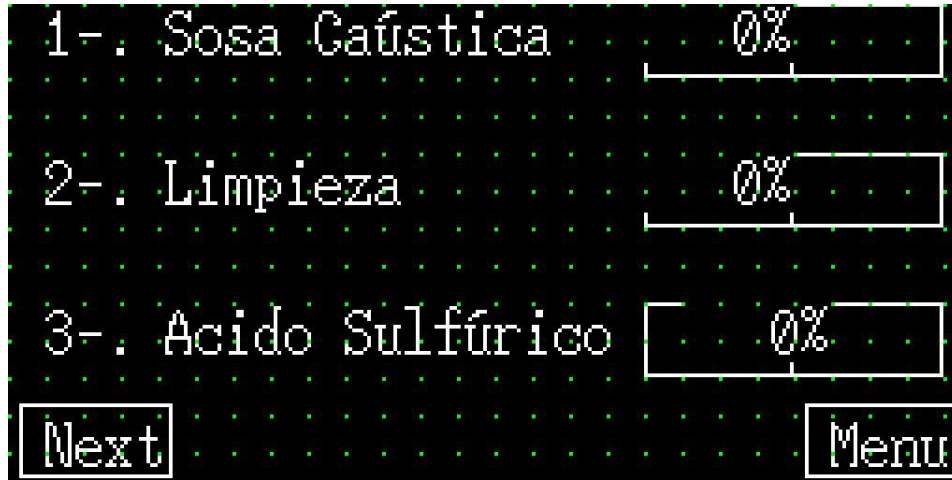 1-. Sosa Caústica 0%
2-. Limpieza 0%
3-. Acido Sulfúrico 0%
Next Menu